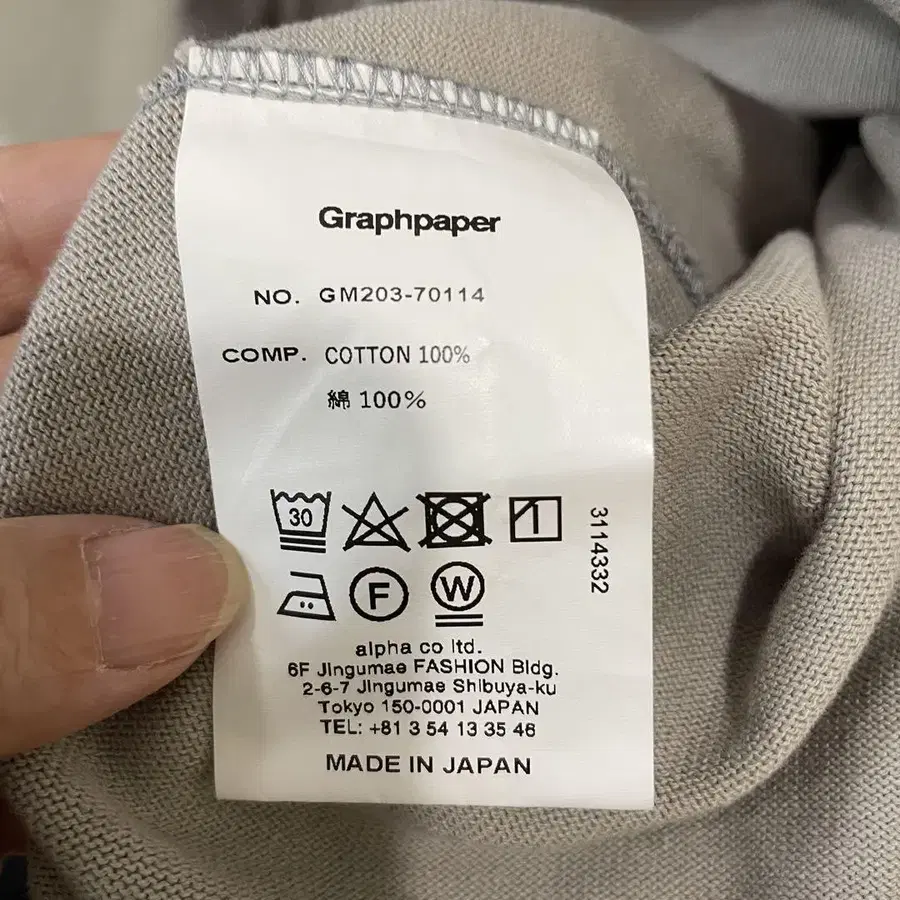 Graphpaper
NO. GM203-70114
COMP. COTTON 100%
綿 100%
30
3114332
F
W
alpha co ltd.
6F Jingumae FASHION Bldg.
2-6-7 Jingumae Shibuya-ku
Tokyo 150-0001 JAPAN
TEL: +81 3 54 13 35 46
MADE IN JAPAN